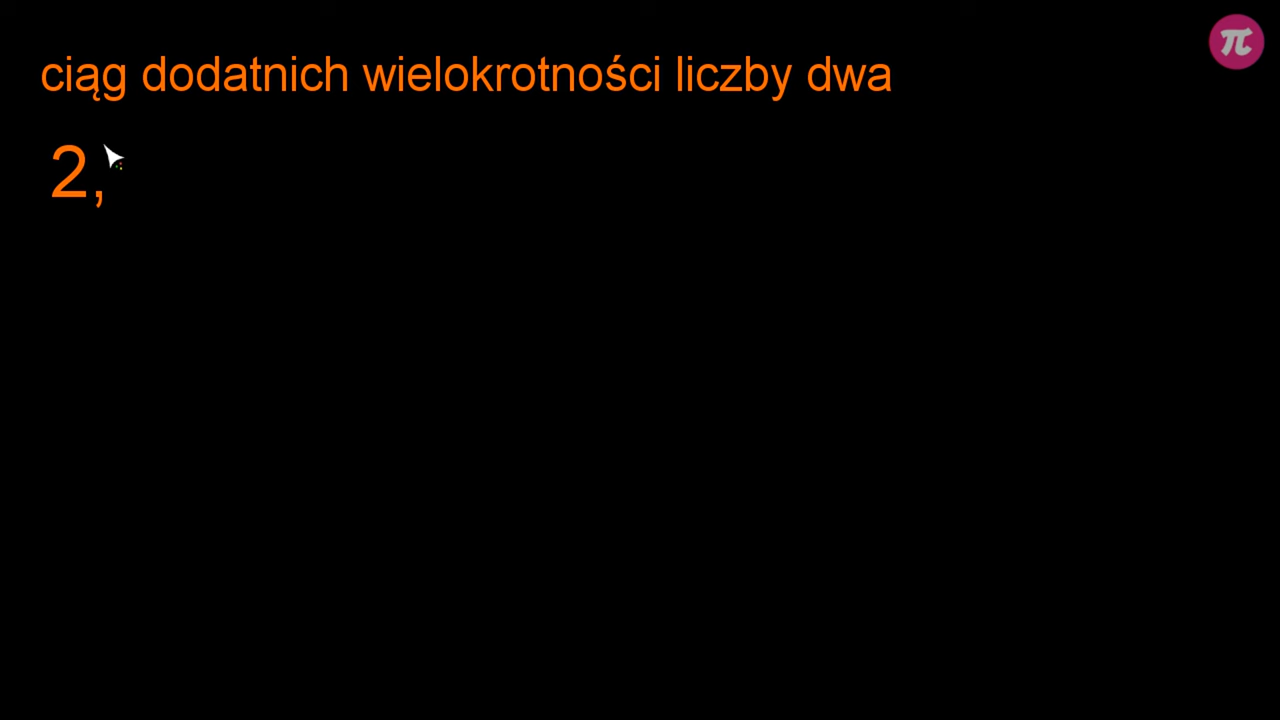 ciąg dodatnich wielokrotności liczby dwa
2,
π